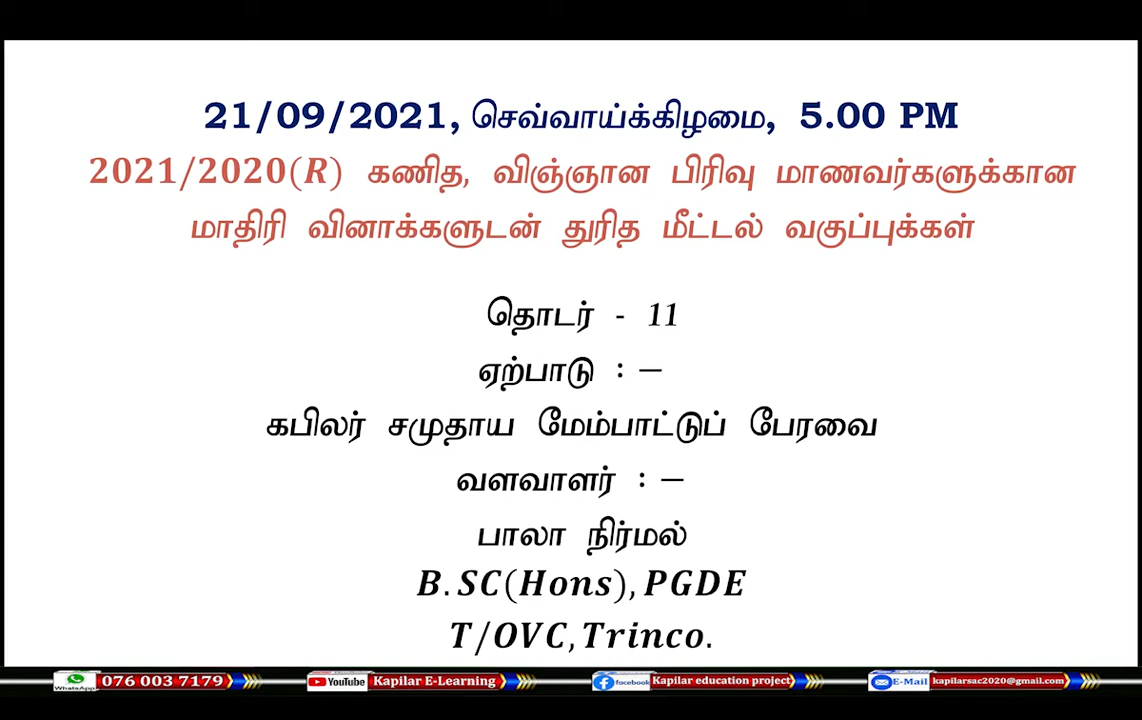 21/09/2021, செவ்வாய்க்கிழமை, 5.00 PM
2021/2020(R) கணித, விஞ்ஞான பிரிவு மாணவர்களுக்கான
மாதிரி வினாக்களுடன் துரித மீட்டல் வகுப்புக்கள்
தொடர் - 11
ஏற்பாடு : –
கபிலர் சமுதாய மேம்பாட்டுப் பேரவை
வளவாளர் : –
பாலா நிர்மல்
B.SC(Hons),PGDE
T/OVC,Trinco.
WhatsApp 076 003 7179 YouTube Kapilar E-Learning facebook Kapilar education project E-Mail kapilarsac2020@gmail.com